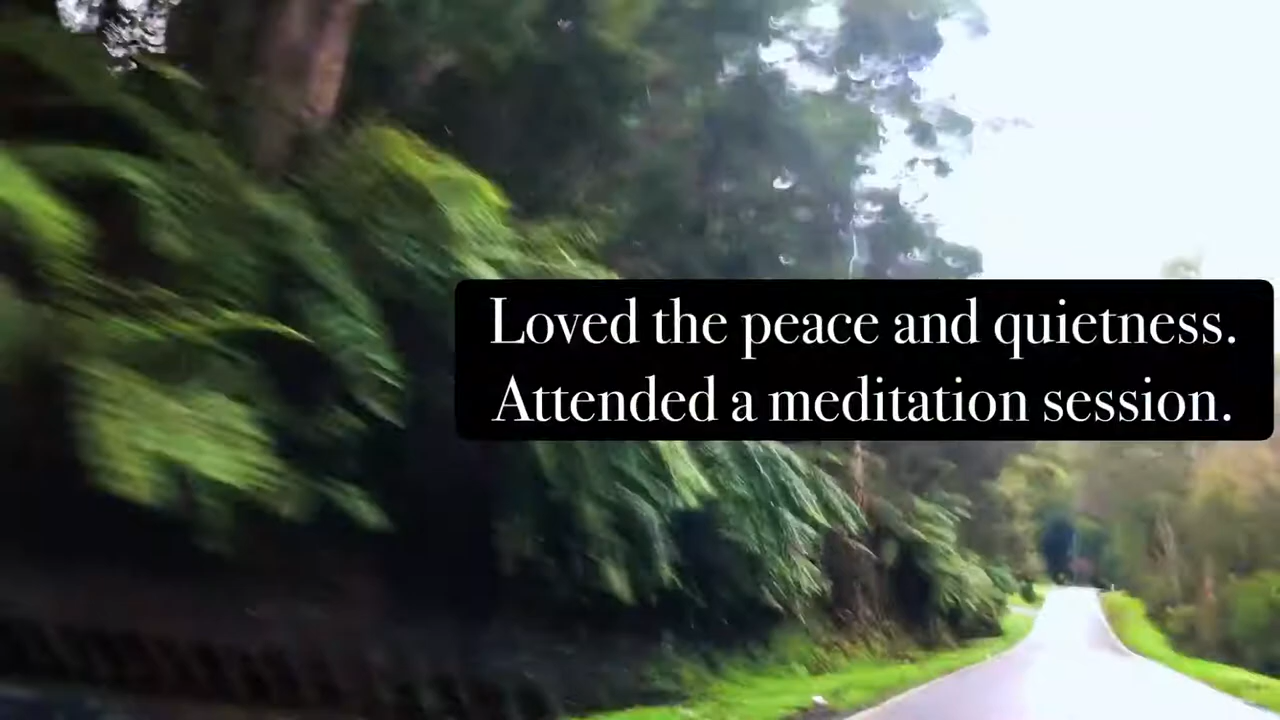 Loved the peace and quietness.
Attended a meditation session.